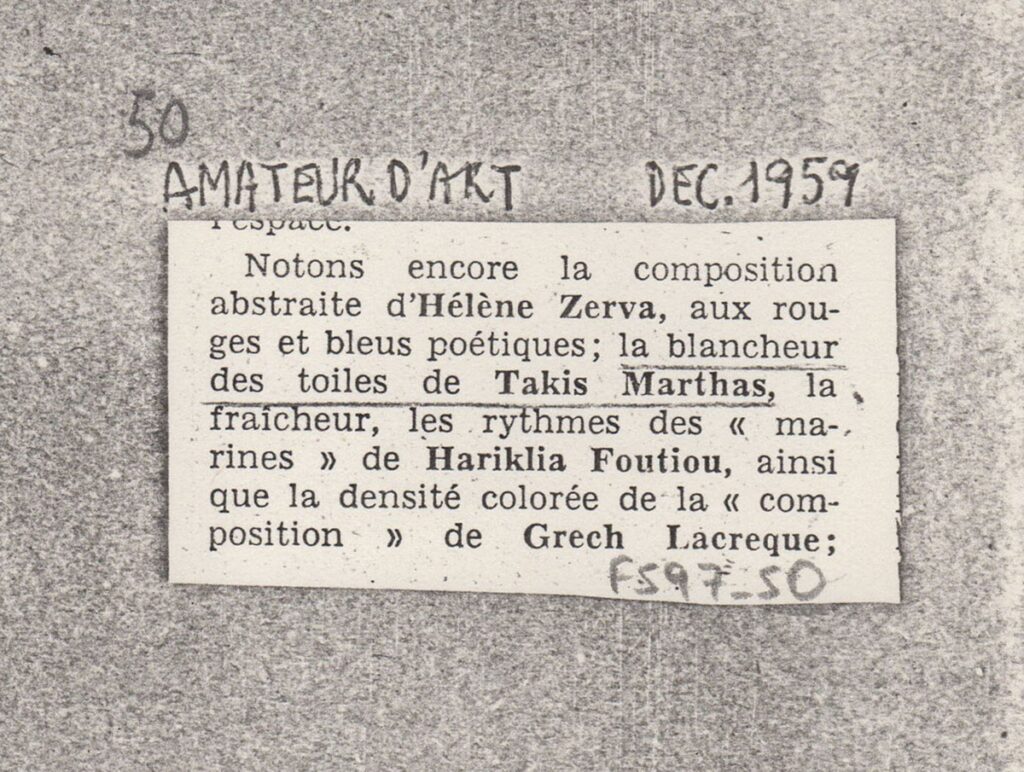 50
AMATEUR D'ART DEC. 1959
l'espace.
Notons encore la composition
abstraite d'Hélène Zerva, aux rou-
ges et bleus poétiques; la blancheur
des toiles de Takis Marthas, la
fraîcheur, les rythmes des « ma-
rines » de Hariklia Foutiou, ainsi
que la densité colorée de la « com-
position » de Grech Lacreque;
F597_50